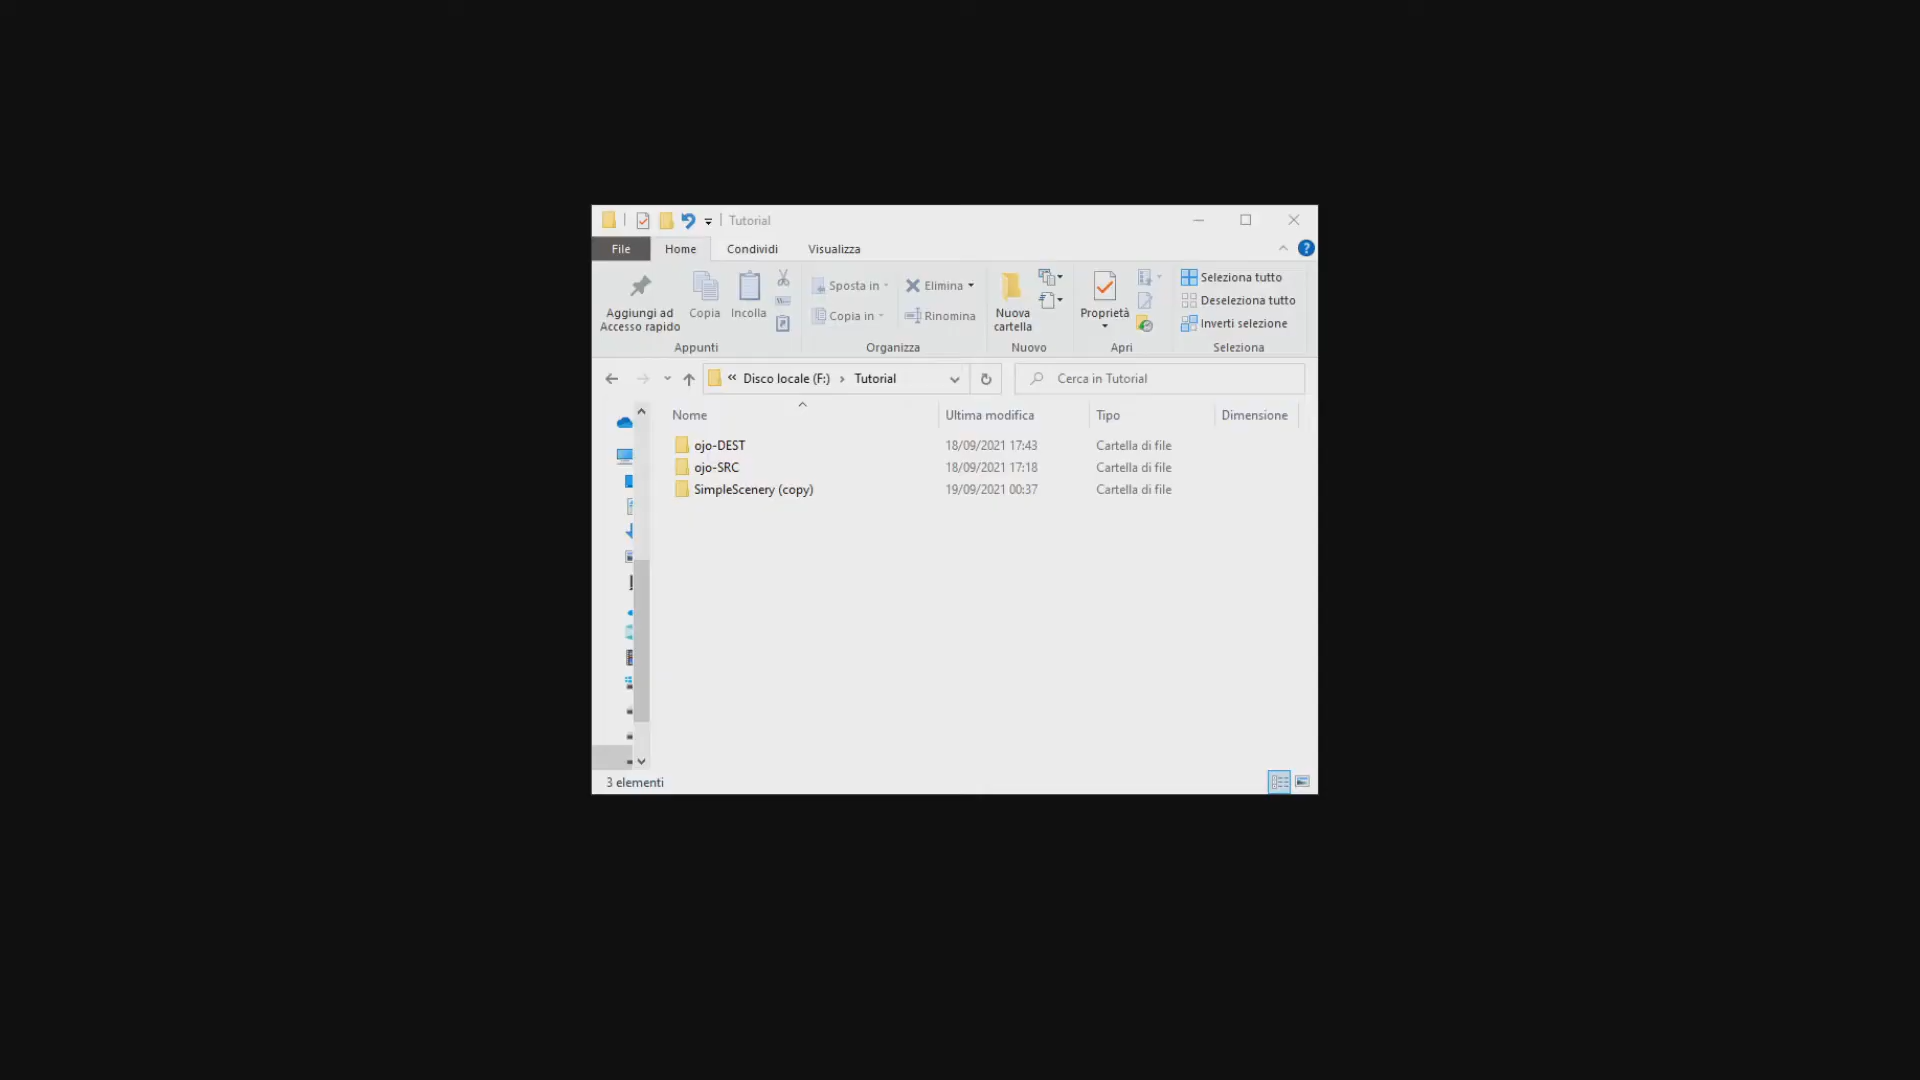 Tutorial
File Home Condividi Visualizza
Aggiungi ad
Accesso rapido
Copia
Incolla
Appunti
Sposta in
Copia in
Elimina
Rinomina
Organizza
Nuova
cartella
Nuovo
Proprietà
Apri
Seleziona tutto
Deseleziona tutto
Inverti selezione
Seleziona
« Disco locale (F:) › Tutorial
Cerca in Tutorial
Nome Ultima modifica Tipo Dimensione
ojo-DEST 18/09/2021 17:43 Cartella di file
ojo-SRC 18/09/2021 17:18 Cartella di file
SimpleScenery (copy) 19/09/2021 00:37 Cartella di file
3 elementi